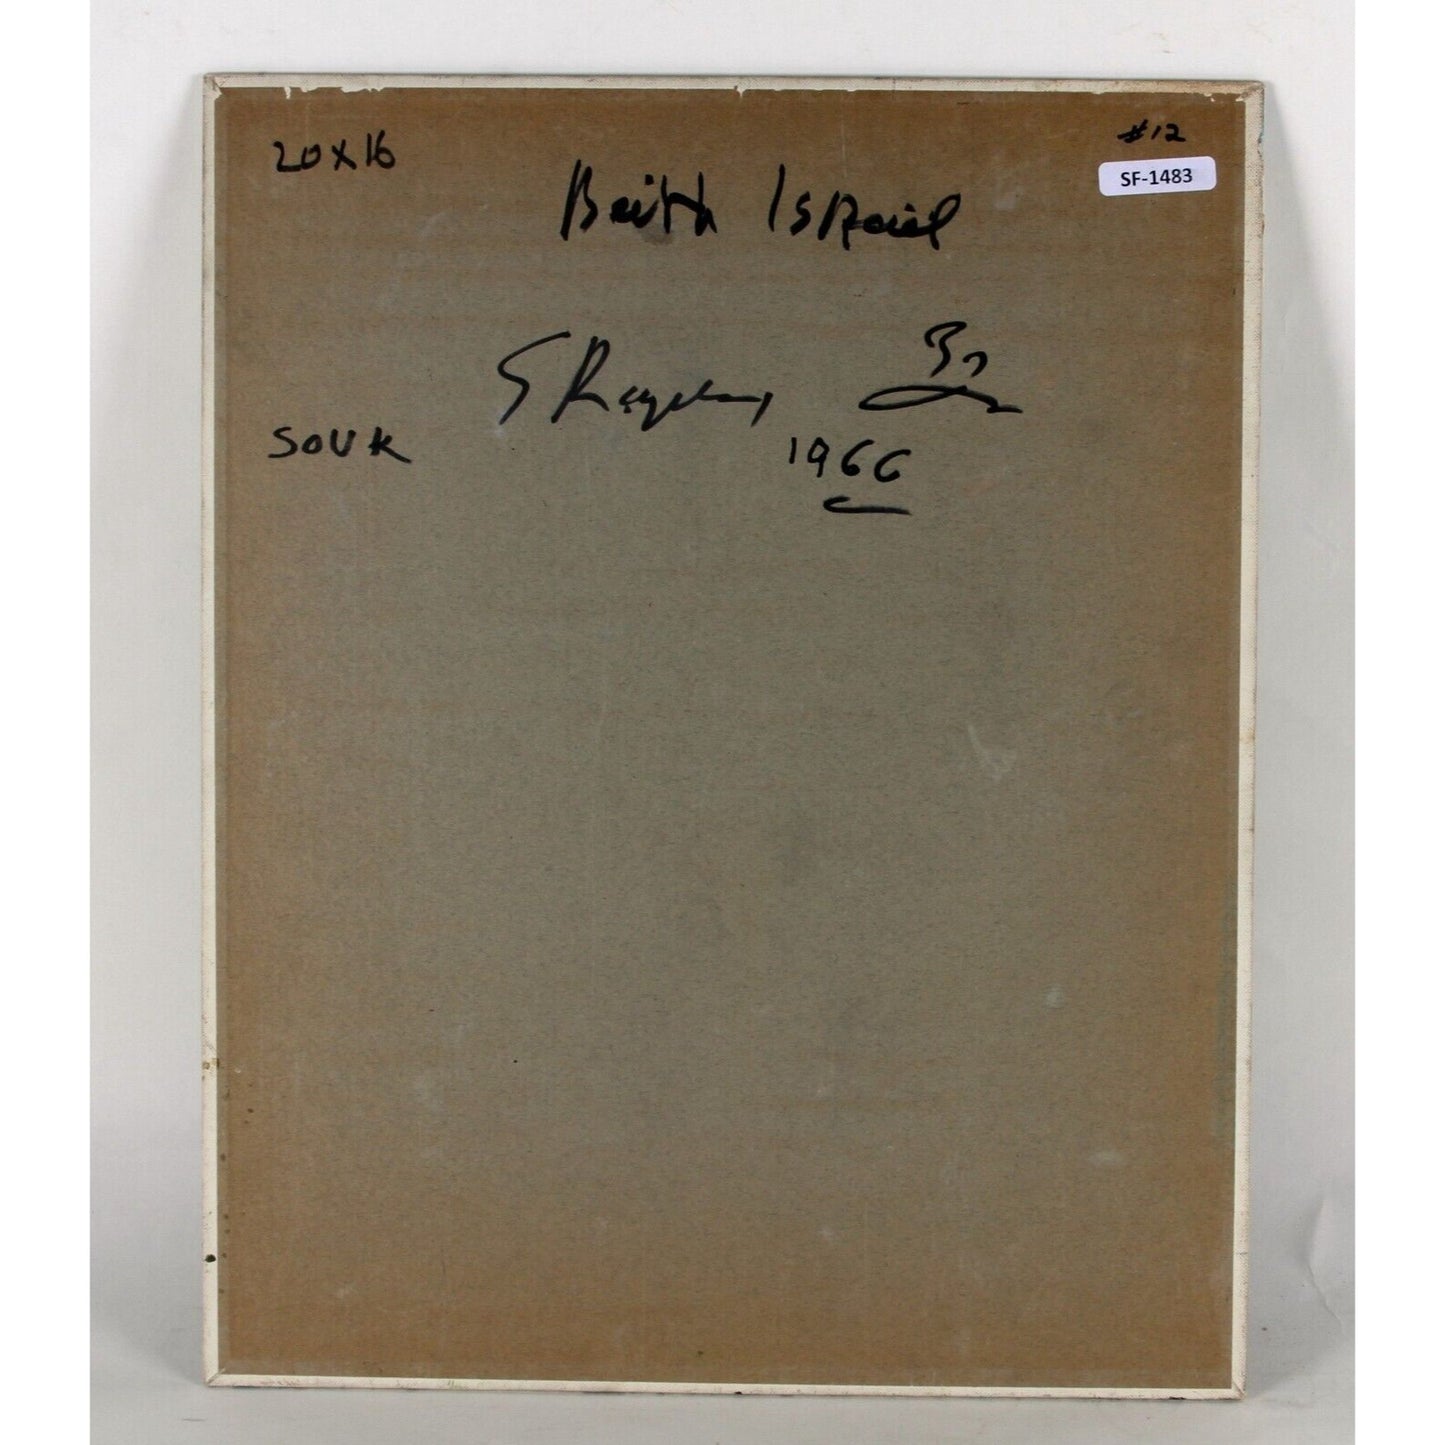 20x16
#12
SF-1483
Beith Israel
S
SOUK
1966